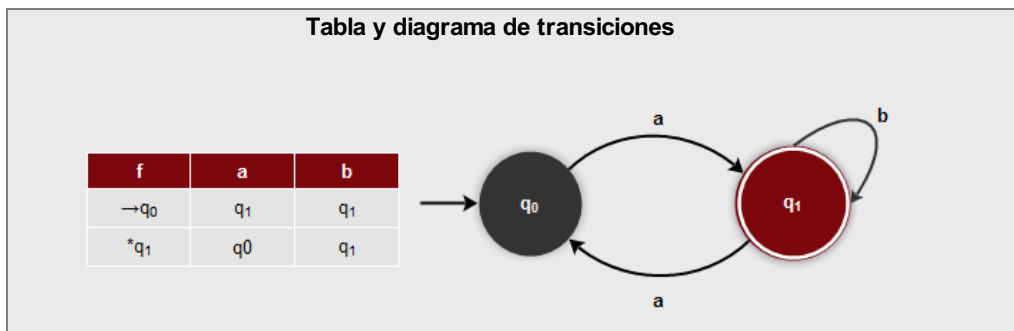 Tabla y diagrama de transiciones
f a b
→q₀ q₁ q₁
*q₁ q0 q₁
a
b
q₀
q₁
a